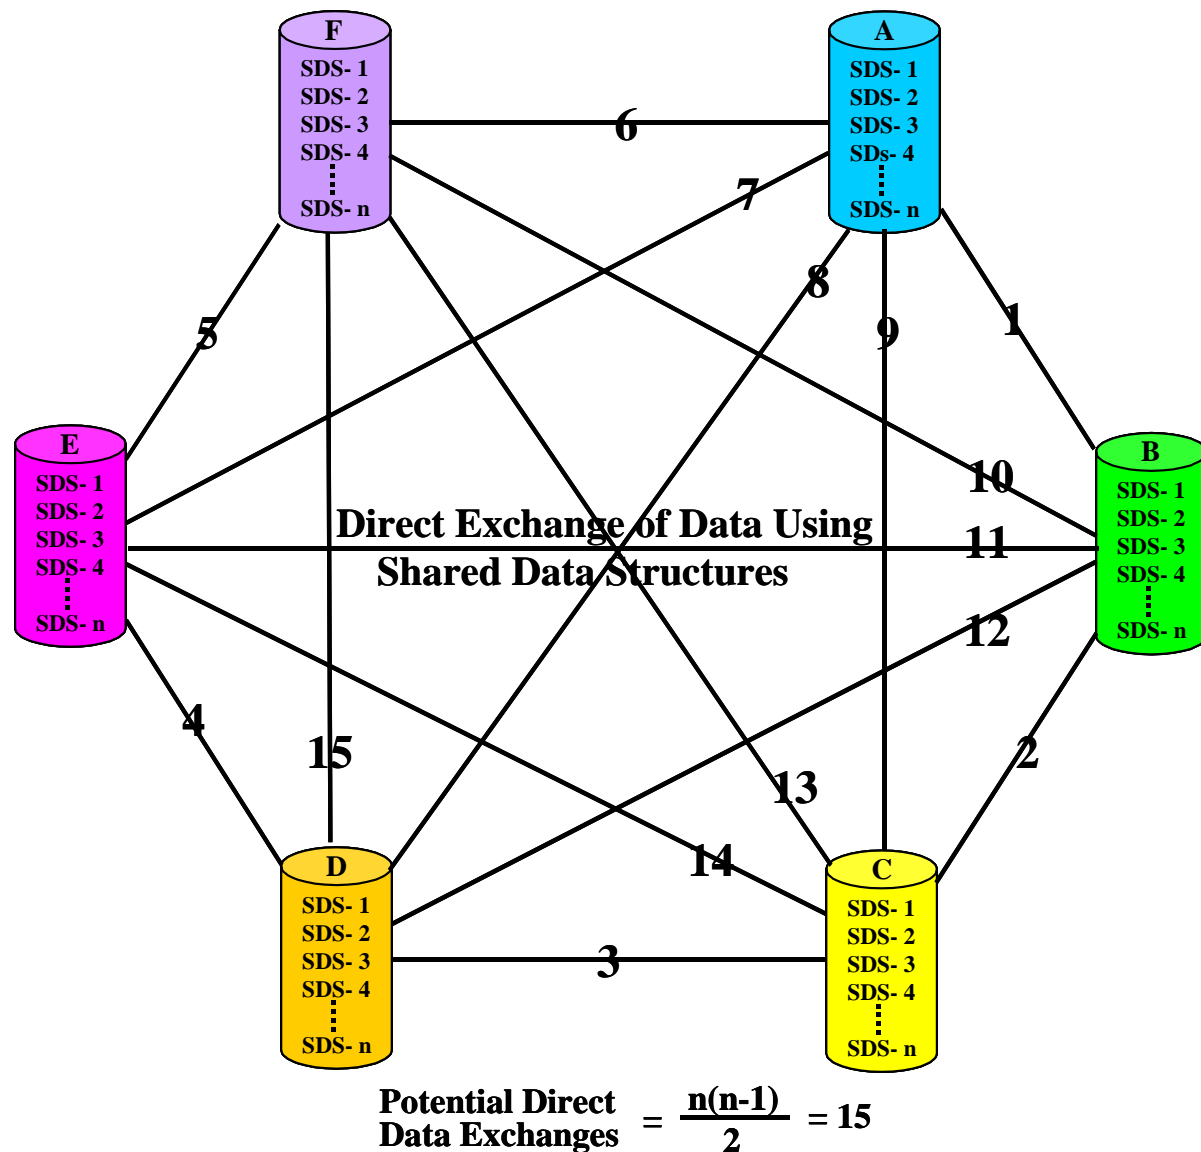 F
SDS- 1
SDS- 2
SDS- 3
SDS- 4
SDS- n
A
SDS- 1
SDS- 2
SDS- 3
SDs- 4
SDS- n
6
7
8
9
1
5
E
SDS- 1
SDS- 2
SDS- 3
SDS- 4
SDS- n
B
SDS- 1
SDS- 2
SDS- 3
SDS- 4
SDS- n
10
Direct Exchange of Data Using
Shared Data Structures
11
12
4
15
13
2
14
3
D
SDS- 1
SDS- 2
SDS- 3
SDS- 4
SDS- n
C
SDS- 1
SDS- 2
SDS- 3
SDS- 4
SDS- n
Potential Direct
Data Exchanges
= n(n-1)
2
= 15